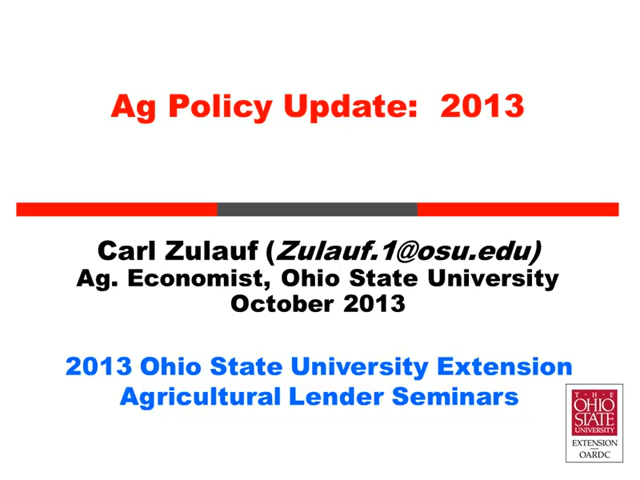 Ag Policy Update:  2013
Carl Zulauf (Zulauf.1@osu.edu)
Ag. Economist, Ohio State University
October 2013
2013 Ohio State University Extension
Agricultural Lender Seminars
T · H · E
OHIO
STATE
UNIVERSITY
EXTENSION
OARDC